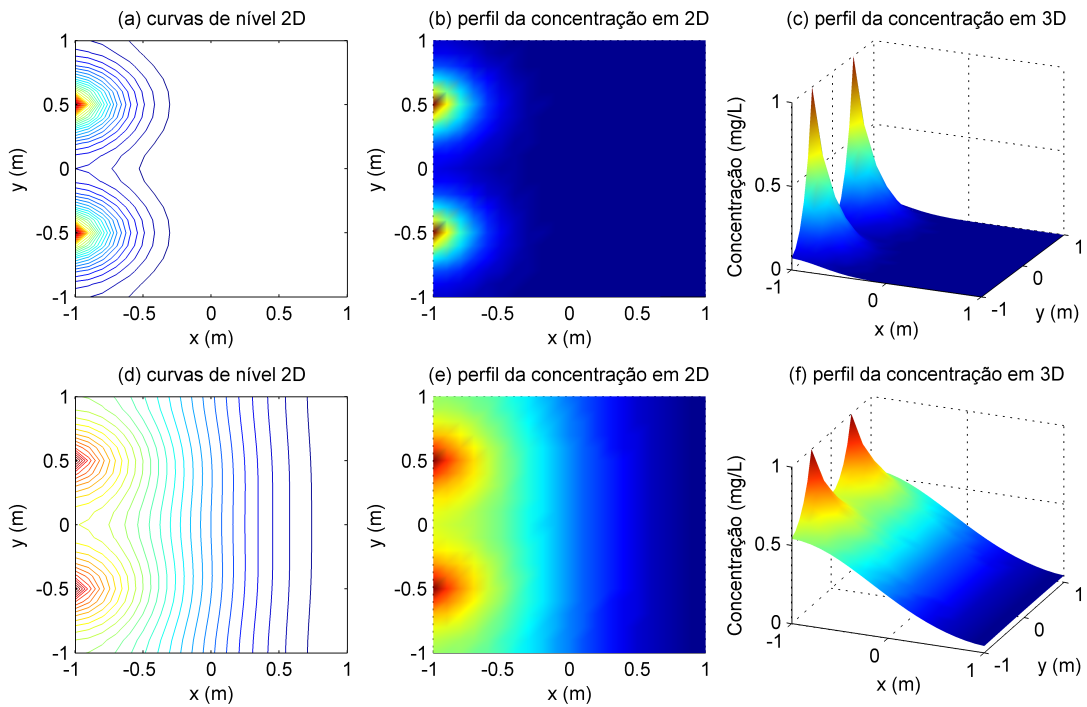 (a) curvas de nível 2D
(b) perfil da concentração em 2D
(c) perfil da concentração em 3D
1
0.5
0
-0.5
-1
y (m)
-1 -0.5 0 0.5 1
x (m)
1
0.5
0
-0.5
-1
y (m)
-1 -0.5 0 0.5 1
x (m)
1
0.5
0
Concentração (mg/L)
-1 0 1
x (m)
-1 0 1
y (m)
(d) curvas de nível 2D
(e) perfil da concentração em 2D
(f) perfil da concentração em 3D
1
0.5
0
-0.5
-1
y (m)
-1 -0.5 0 0.5 1
x (m)
1
0.5
0
-0.5
-1
y (m)
-1 -0.5 0 0.5 1
x (m)
1
0.5
0
Concentração (mg/L)
-1 0 1
x (m)
-1 0 1
y (m)